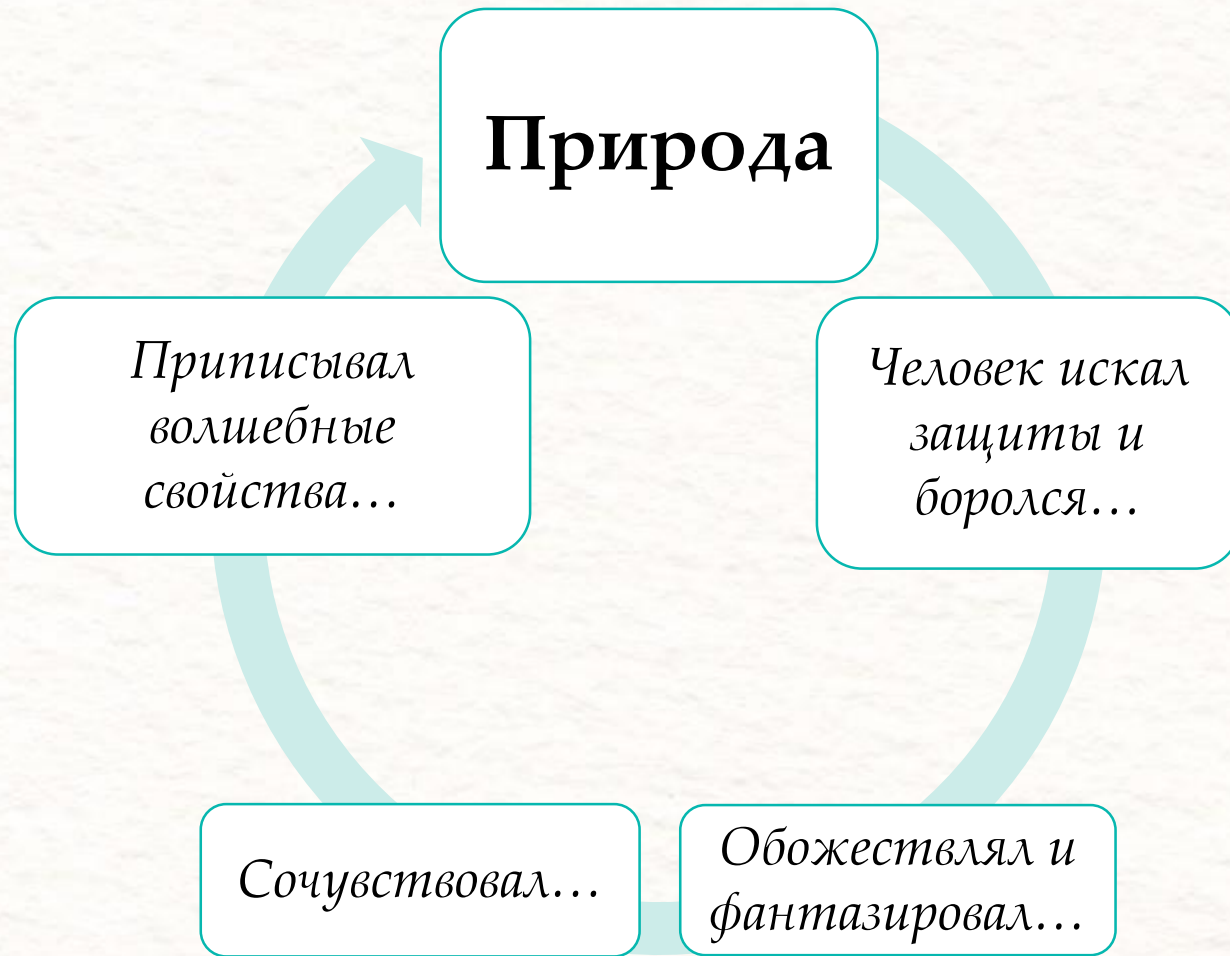 Природа
Человек искал
защиты и
боролся…
Обожествлял и
фантазировал…
Сочувствовал…
Приписывал
волшебные
свойства…